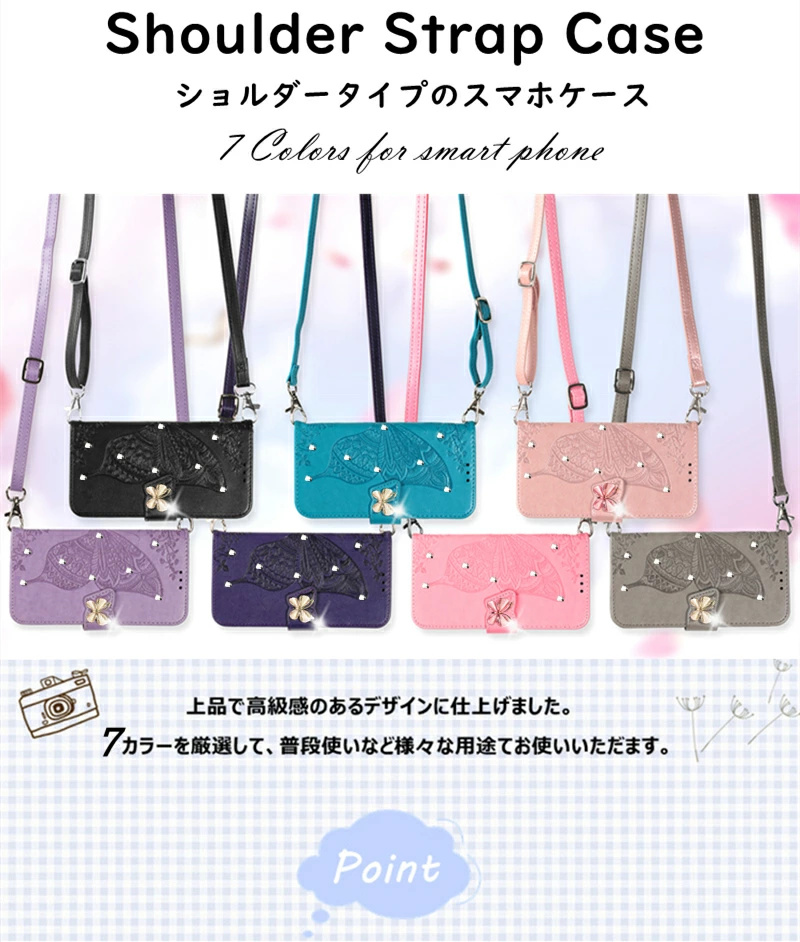 Shoulder Strap Case
ショルダータイプのスマホケース
7 Colors for smart phone
上品で高級感のあるデザインに仕上げました。
7カラーを厳選して、普段使いなど様々な用途てお使いいただます。
Point